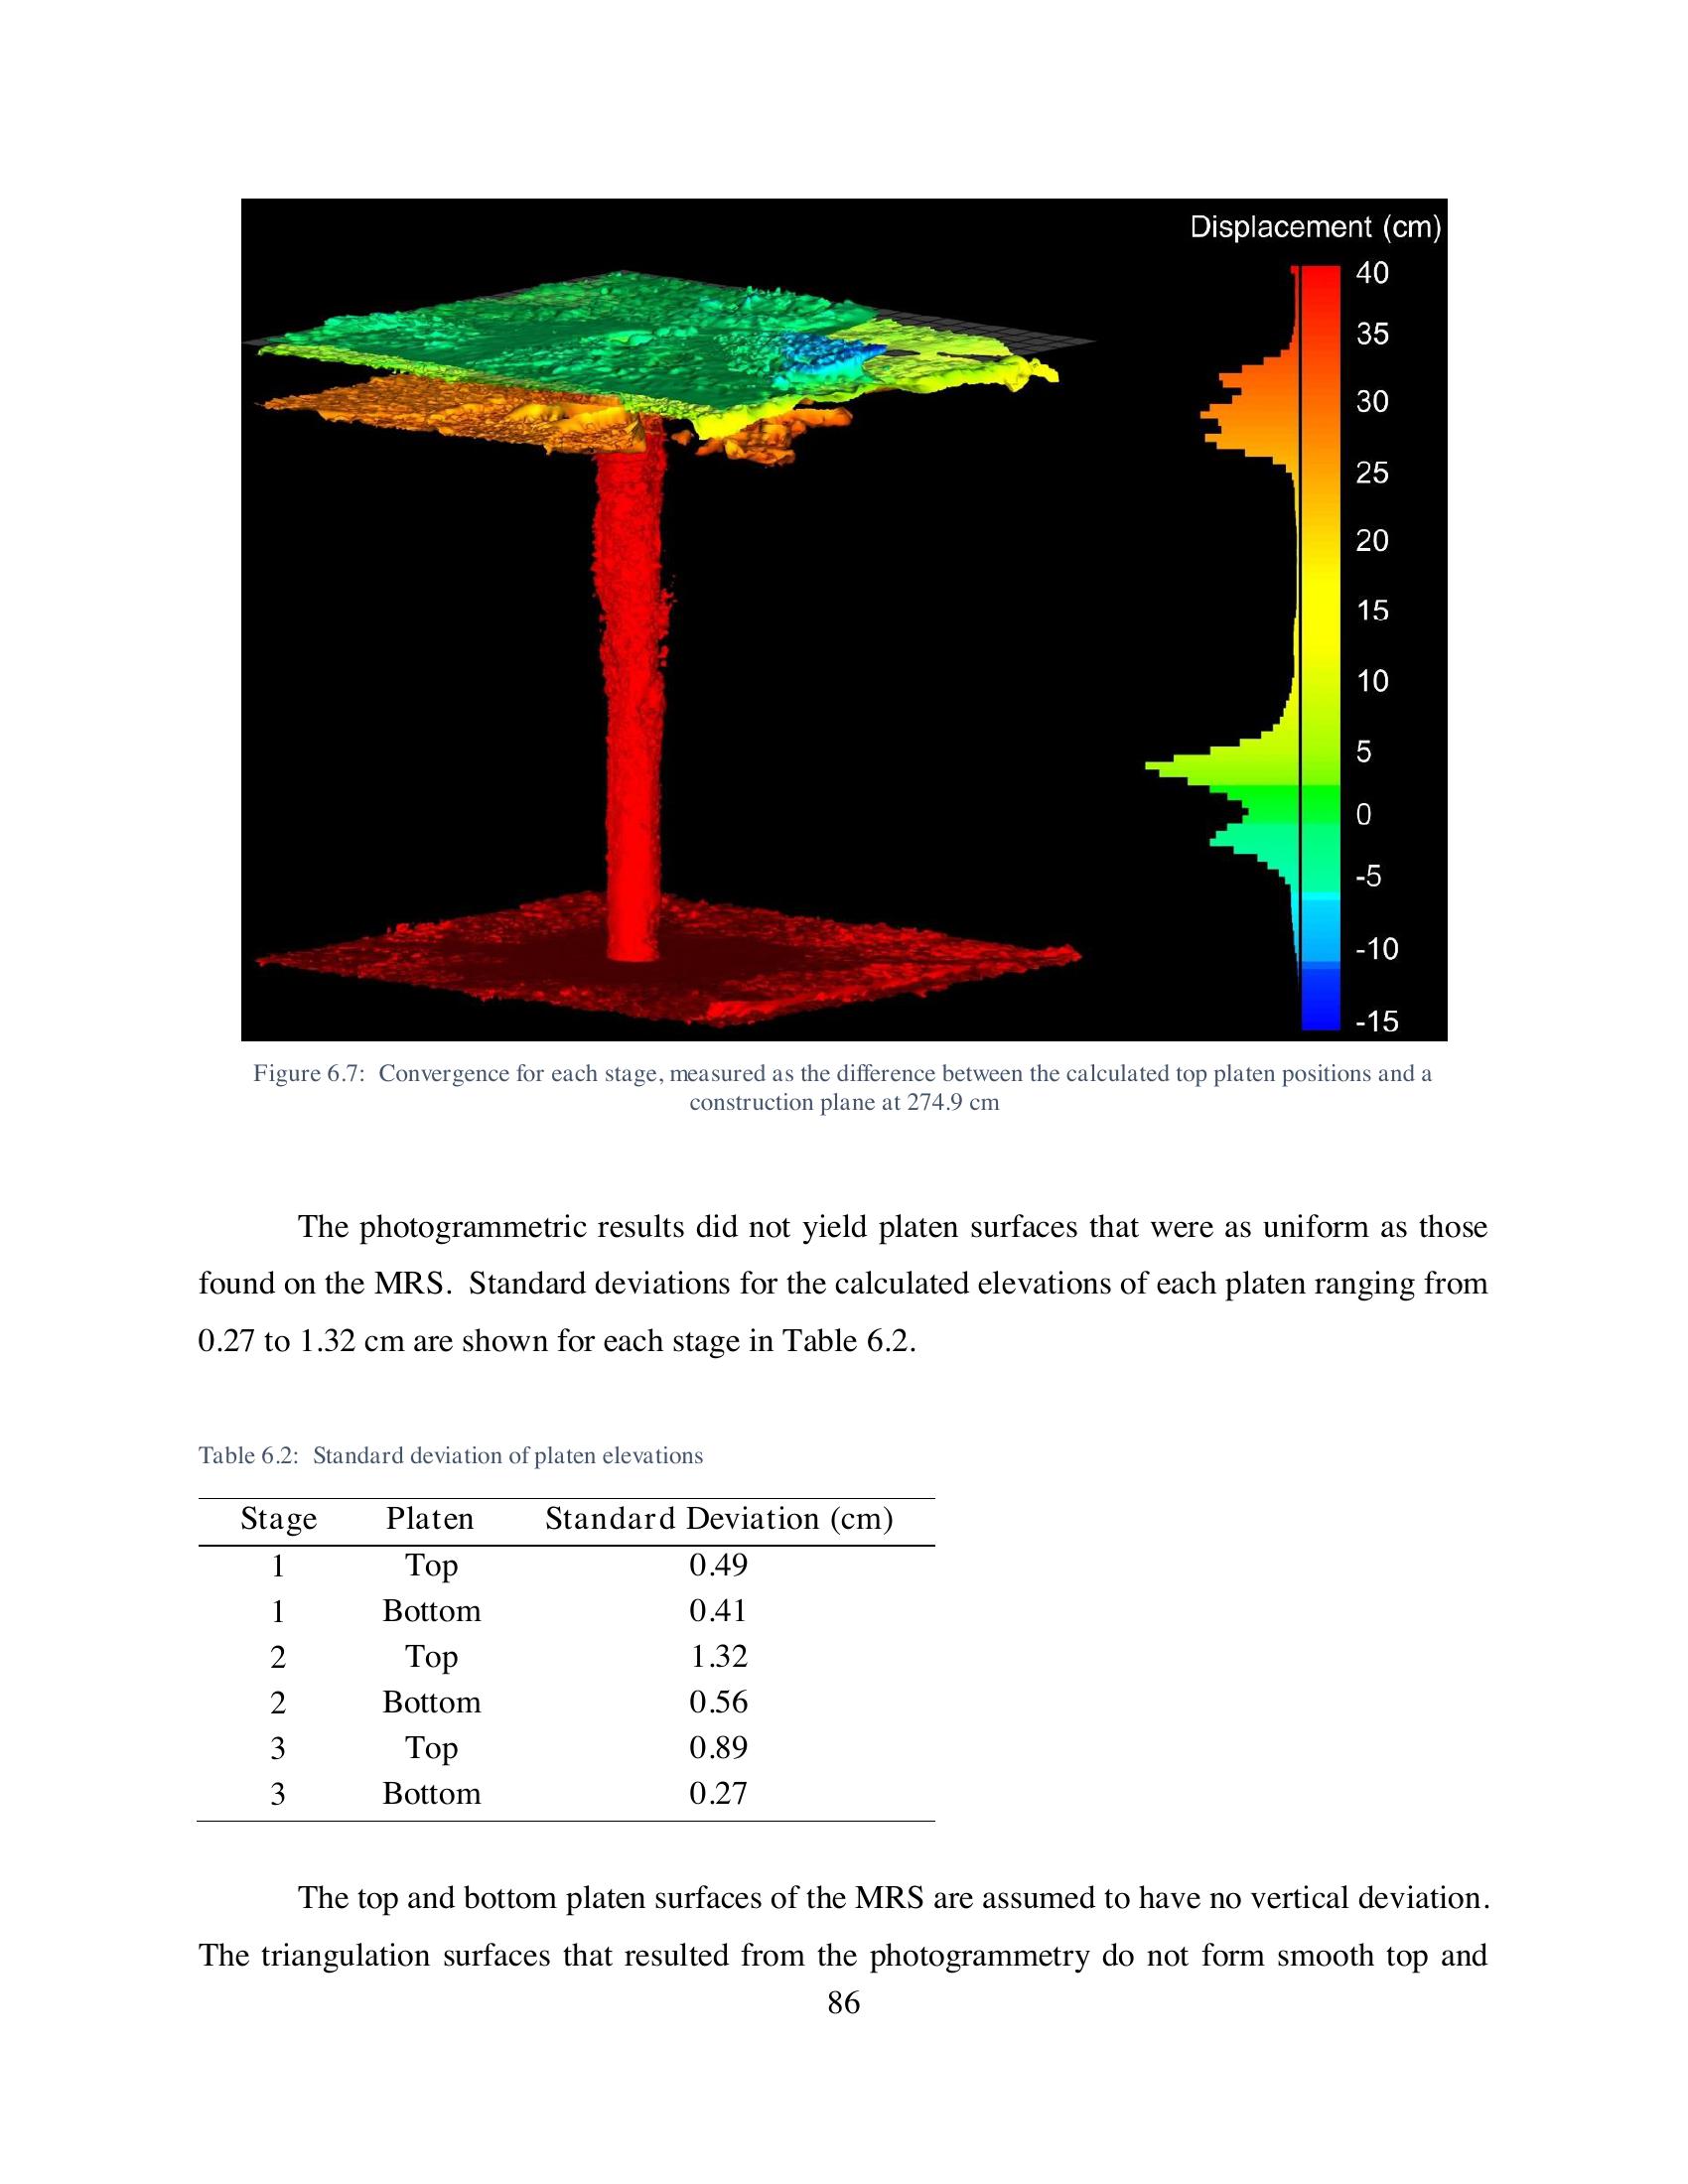 Displacement (cm)
40
35
30
25
20
15
10
5
0
-5
-10
-15
Figure 6.7: Convergence for each stage, measured as the difference between the calculated top platen positions and a
construction plane at 274.9 cm
The photogrammetric results did not yield platen surfaces that were as uniform as those
found on the MRS. Standard deviations for the calculated elevations of each platen ranging from
0.27 to 1.32 cm are shown for each stage in Table 6.2.
Table 6.2: Standard deviation of platen elevations
Stage Platen Standard Deviation (cm)
1 Top 0.49
1 Bottom 0.41
2 Top 1.32
2 Bottom 0.56
3 Top 0.89
3 Bottom 0.27
The top and bottom platen surfaces of the MRS are assumed to have no vertical deviation.
The triangulation surfaces that resulted from the photogrammetry do not form smooth top and
86